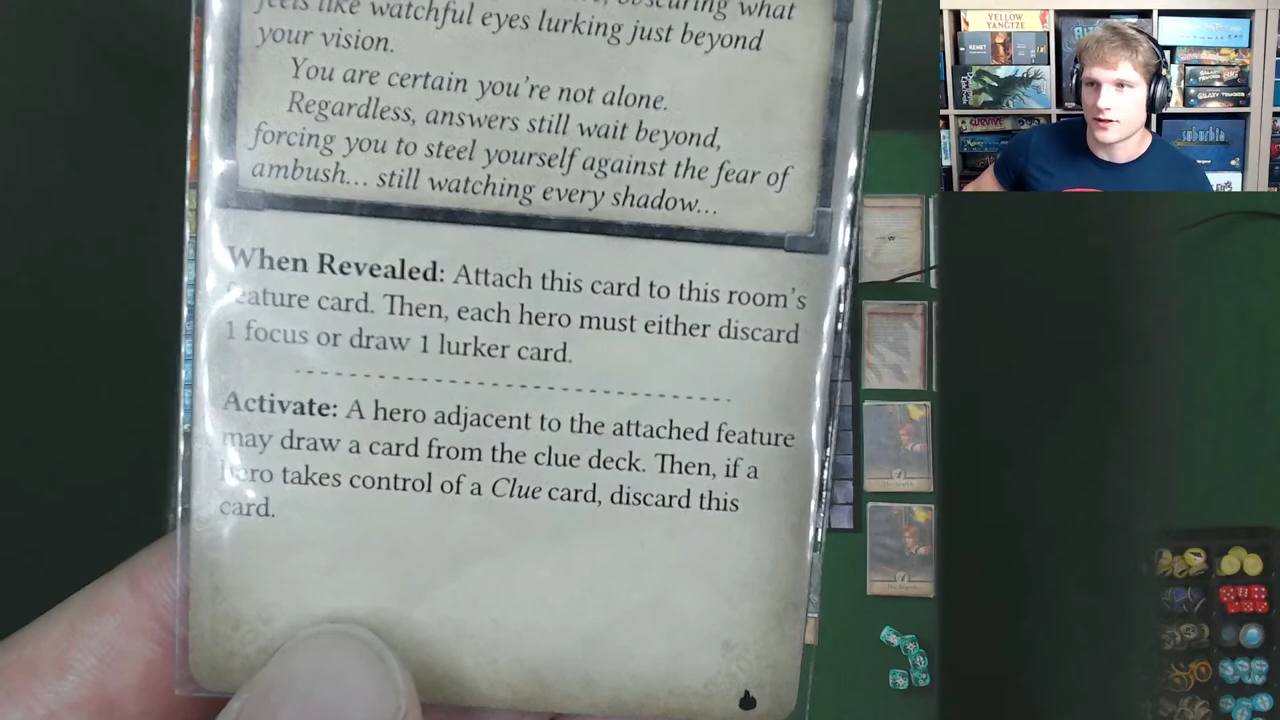 obscuring what
feels like watchful eyes lurking just beyond
your vision.
You are certain you're not alone.
Regardless, answers still wait beyond,
forcing you to steel yourself against the fear of
ambush... still watching every shadow...
When Revealed: Attach this card to this room's
feature card. Then, each hero must either discard
1 focus or draw 1 lurker card.
Activate: A hero adjacent to the attached feature
may draw a card from the clue deck. Then, if a
hero takes control of a Clue card, discard this
card.
YELLOW
YANGTZE
KEMET
SURVIVE
suburbia